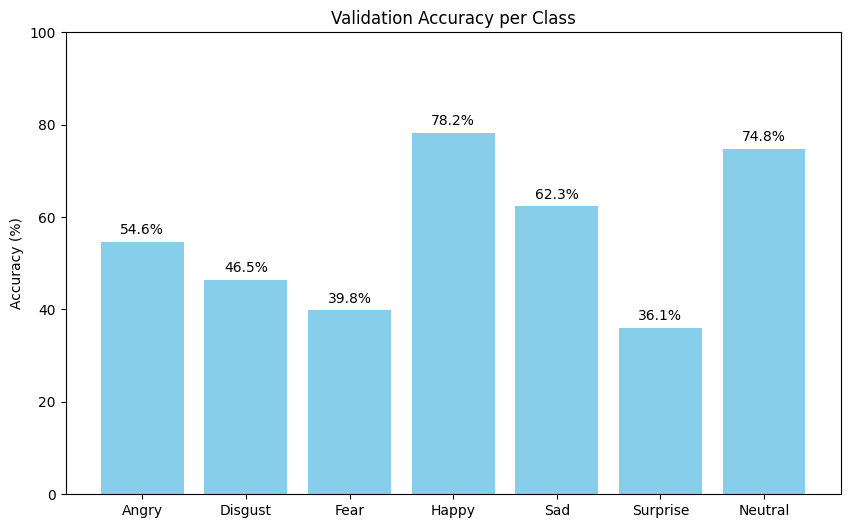 Validation Accuracy per Class
100
80
60
40
20
0
Accuracy (%)
54.6%
46.5%
39.8%
78.2%
62.3%
36.1%
74.8%
Angry
Disgust
Fear
Happy
Sad
Surprise
Neutral